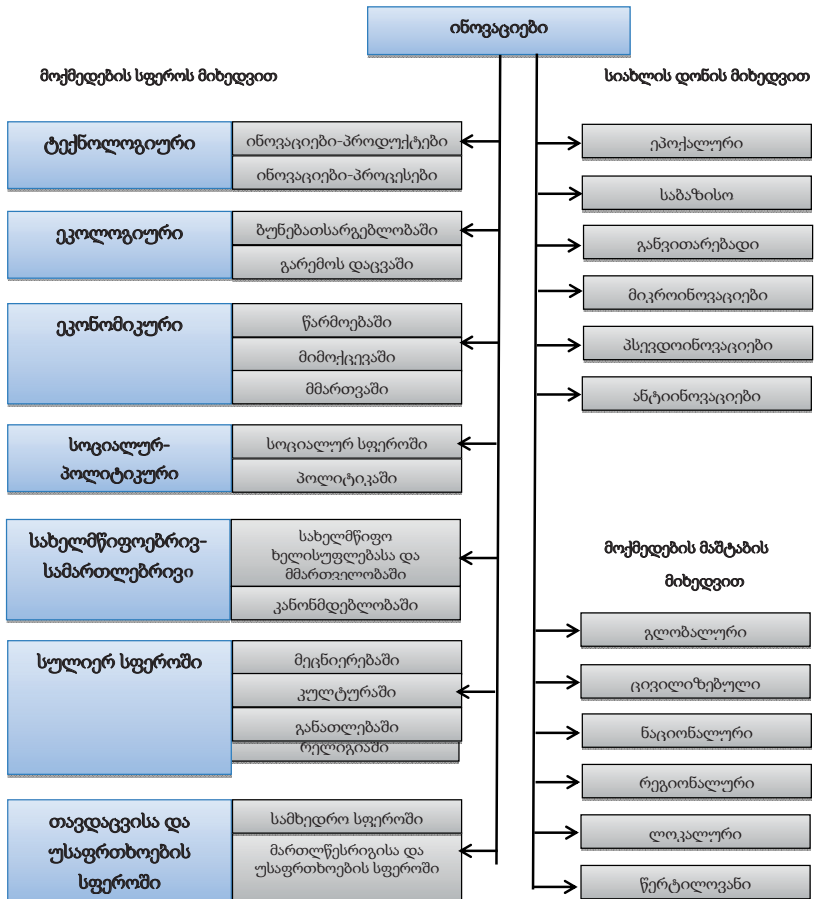 ინოვაციები
მოქმედების სფეროს მიხედვით
ტექნოლოგიური
ინოვაციები-პროდუქტები
ინოვაციები-პროცესები
ეკოლოგიური
ბუნებათსარგებლობაში
გარემოს დაცვაში
ეკონომიკური
წარმოებაში
მიმოქცევაში
მმართვაში
სოციალურ-
პოლიტიკური
სოციალურ სფეროში
პოლიტიკაში
სახელმწიფოებრივ-
სამართლებრივი
სახელმწიფო
ხელისუფლებასა და
მმართველობაში
კანონმდებლობაში
სულიერ სფეროში
მეცნიერებაში
კულტურაში
განათლებაში
რელიგიაში
თავდაცვისა და
უსაფრთხოების
სფეროში
სამხედრო სფეროში
მართლწესრიგისა და
უსაფრთხოების სფეროში
სიახლის დონის მიხედვით
ეპოქალური
საბაზისო
განვითარებადი
მიკროინოვაციები
პსევდოინოვაციები
ანტიინოვაციები
მოქმედების მაშტაბის
მიხედვით
გლობალური
ცივილიზებული
ნაციონალური
რეგიონალური
ლოკალური
წერტილოვანი